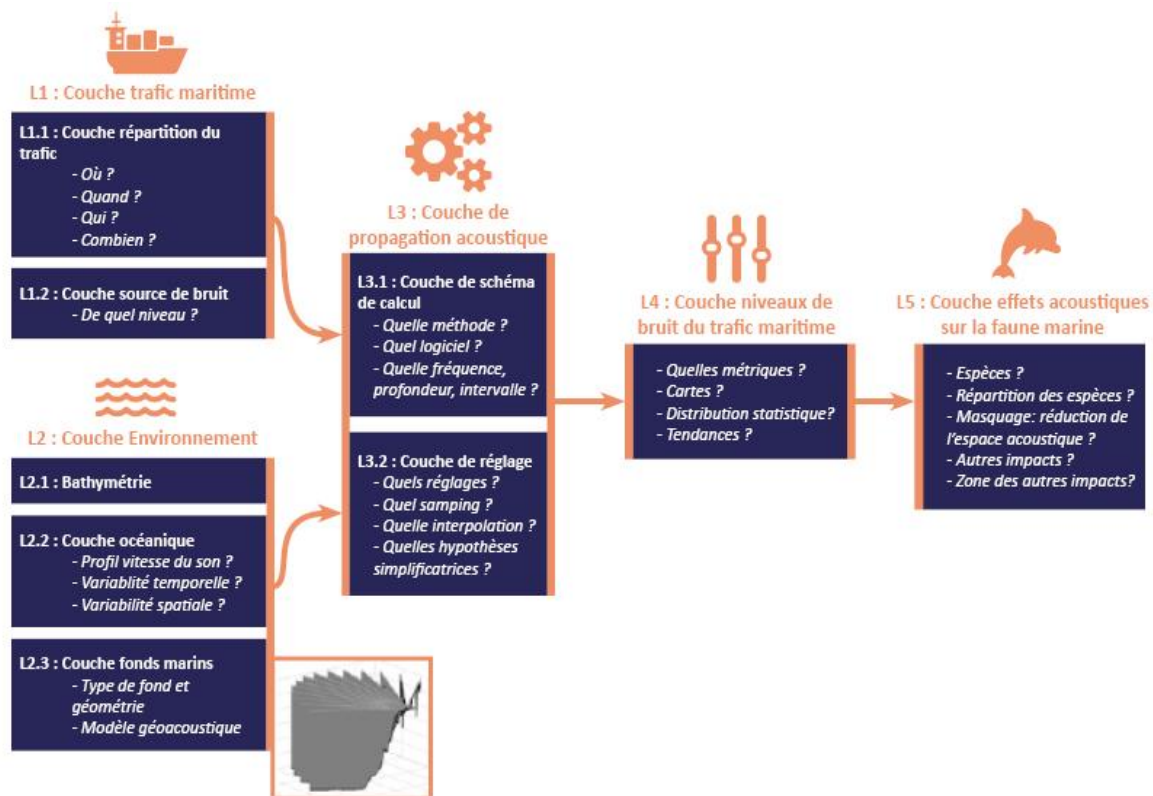 L1 : Couche trafic maritime
L1.1 : Couche répartition du
trafic
- Où ?
- Quand ?
- Qui ?
- Combien ?
L1.2 : Couche source de bruit
- De quel niveau ?
L2 : Couche Environnement
L2.1 : Bathymétrie
L2.2 : Couche océanique
- Profil vitesse du son ?
- Variablité temporelle ?
- Variabilité spatiale ?
L2.3 : Couche fonds marins
- Type de fond et
géométrie
- Modèle géoacoustique
L3 : Couche de
propagation acoustique
L3.1 : Couche de schéma
de calcul
- Quelle méthode ?
- Quel logiciel ?
- Quelle fréquence,
profondeur, intervalle ?
L3.2 : Couche de réglage
- Quels réglages ?
- Quel samping ?
- Quelle interpolation ?
- Quelles hypothèses
simplificatrices ?
L4 : Couche niveaux de
bruit du trafic maritime
- Quelles métriques ?
- Cartes ?
- Distribution statistique?
- Tendances ?
L5 : Couche effets acoustiques
sur la faune marine
- Espèces ?
- Répartition des espèces ?
- Masquage: réduction de
l'espace acoustique ?
- Autres impacts ?
- Zone des autres impacts?